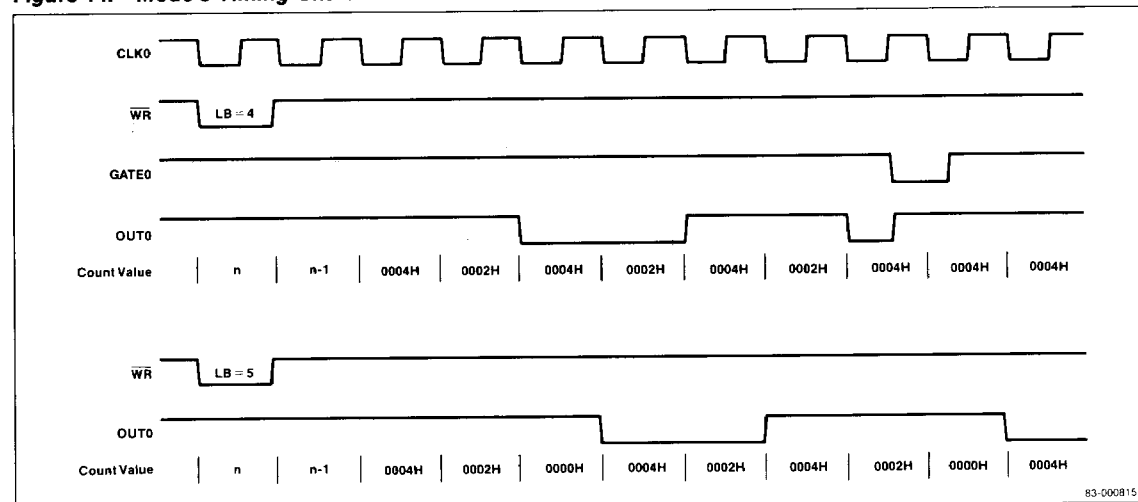 CLK0
WR LB = 4
GATE0
OUT0
Count Value n n-1 0004H 0002H 0004H 0002H 0004H 0002H 0004H 0004H 0004H
WR LB = 5
OUT0
Count Value n n-1 0004H 0002H 0000H 0004H 0002H 0004H 0002H 0000H 0004H
83-000815